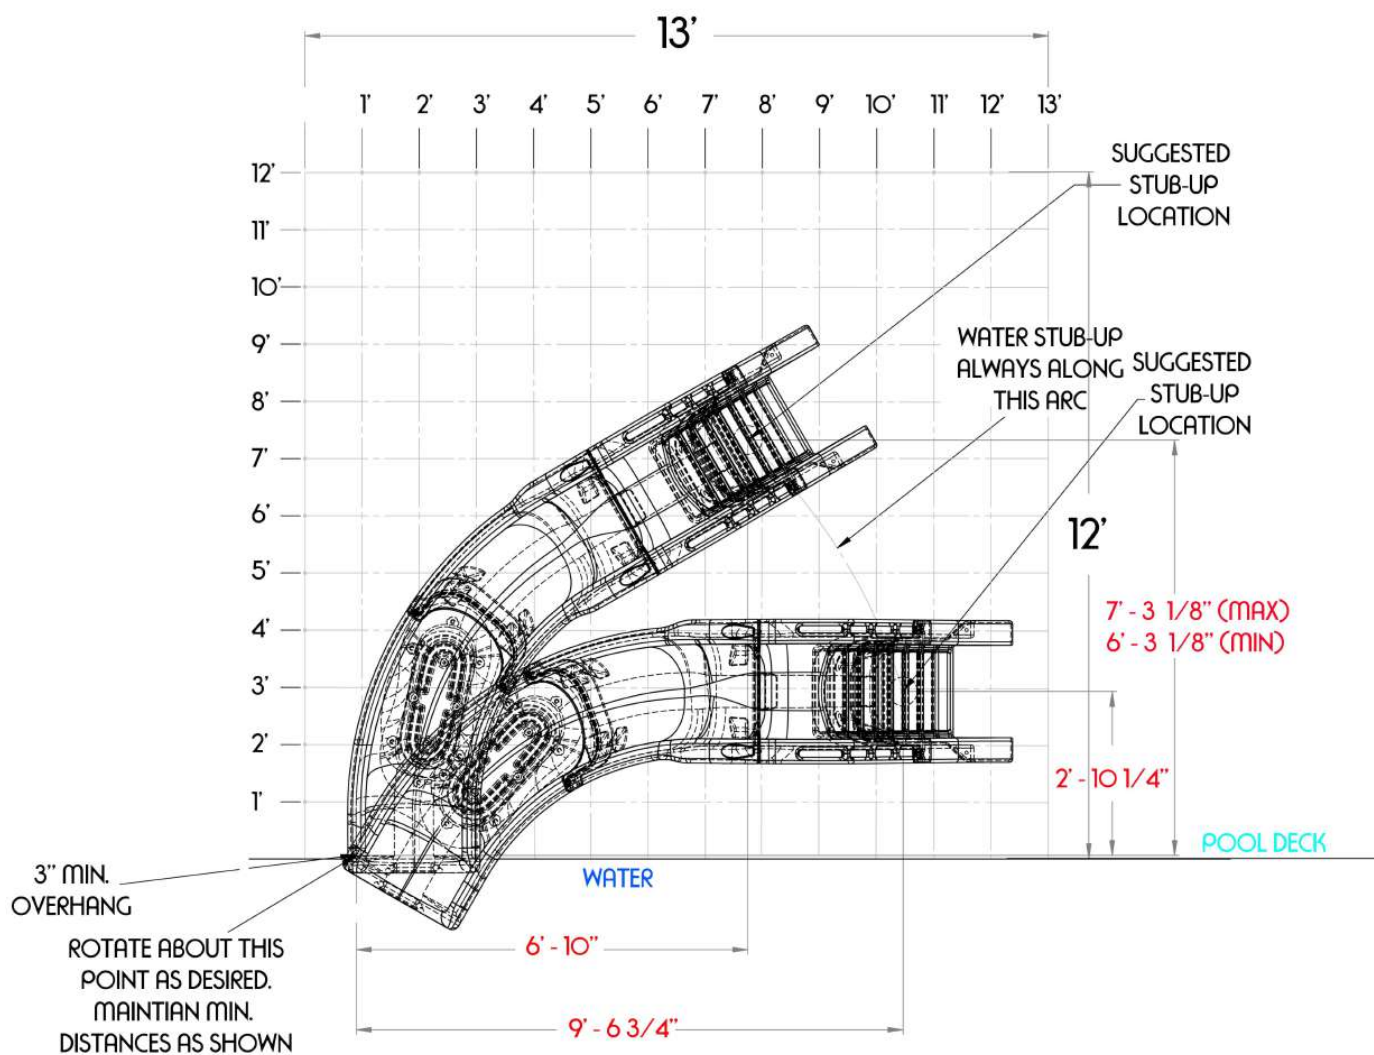 13'
1' 2' 3' 4' 5' 6' 7' 8' 9' 10' 11' 12' 13'
12'
11'
10'
9'
8'
7'
6'
5'
4'
3'
2'
1'
SUGGESTED
STUB-UP
LOCATION
WATER STUB-UP
ALWAYS ALONG
THIS ARC
SUGGESTED
STUB-UP
LOCATION
12'
7' - 3 1/8" (MAX)
6' - 3 1/8" (MIN)
2' - 10 1/4"
POOL DECK
WATER
3" MIN.
OVERHANG
ROTATE ABOUT THIS
POINT AS DESIRED.
MAINTIAN MIN.
DISTANCES AS SHOWN
6' - 10"
9' - 6 3/4"